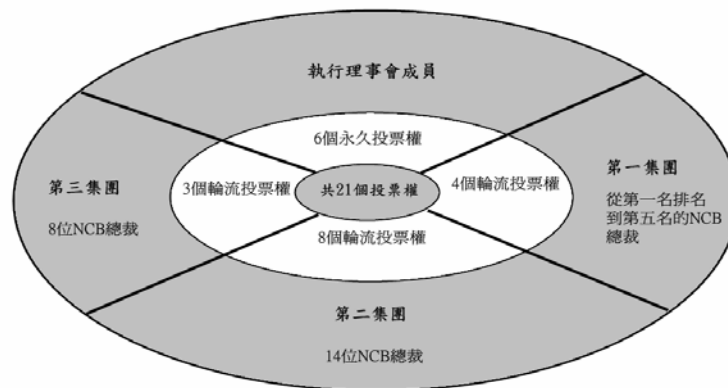 執行理事會成員
6個永久投票權
第三集團
8位NCB總裁
3個輪流投票權
共21個投票權
4個輪流投票權
第一集團
從第一名排名
到第五名的NCB
總裁
8個輪流投票權
第二集團
14位NCB總裁